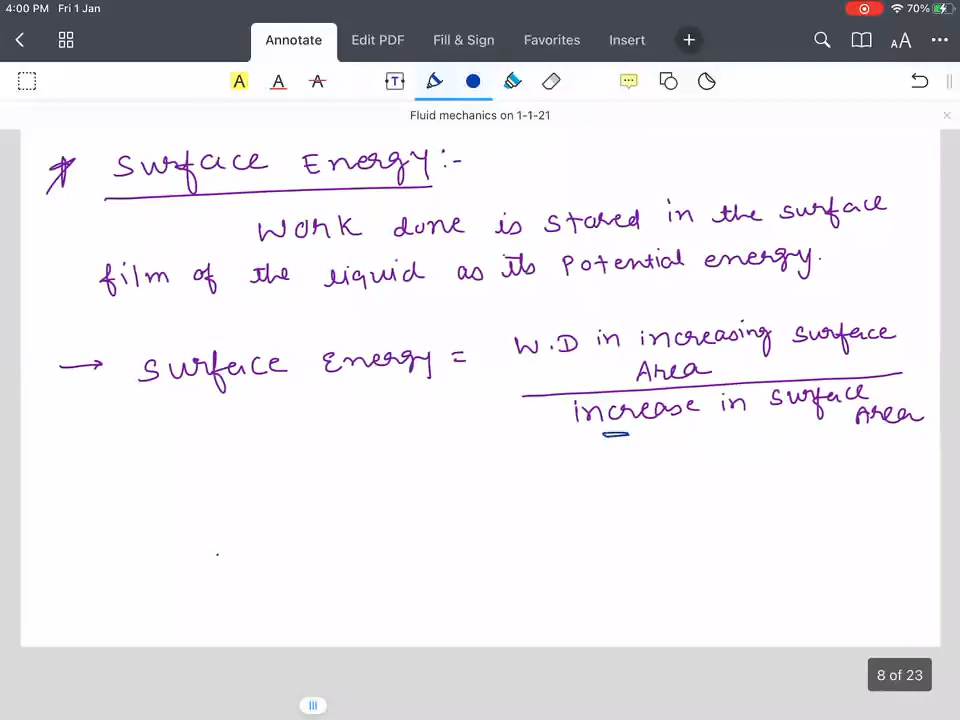 4:00 PM Fri 1 Jan
70%
Annotate Edit PDF Fill & Sign Favorites Insert
AA
A A A T
Fluid mechanics on 1-1-21
* Surface Energy :-
Work done is stored in the surface
film of the liquid as its Potential energy.
→ Surface Energy = W.D in increasing surface
Area
increase in surface
Area
8 of 23